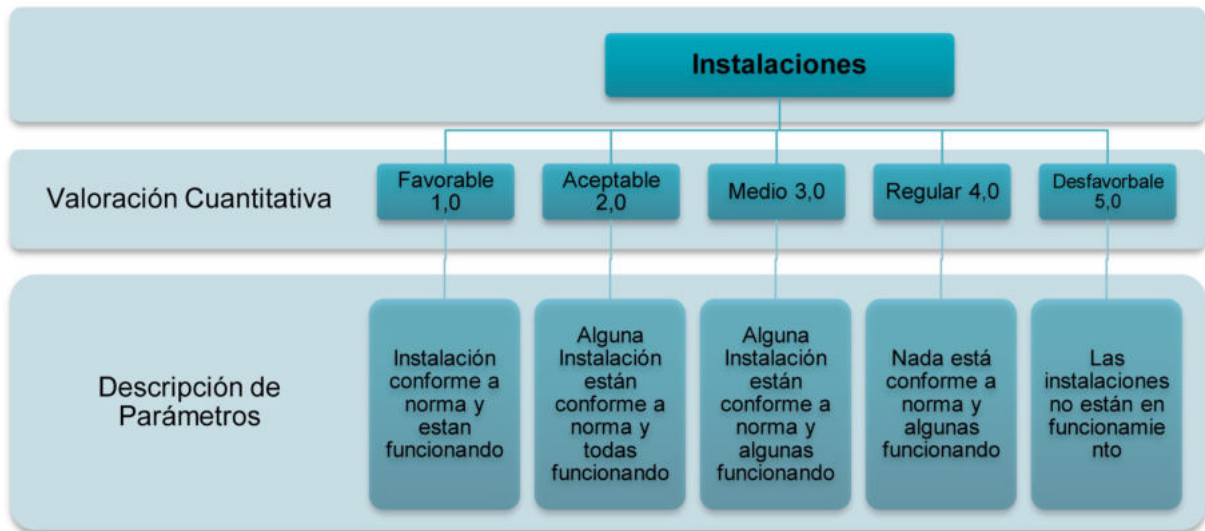 Instalaciones
Valoración Cuantitativa
Favorable
1,0
Aceptable
2,0
Medio 3,0
Regular 4,0
Desfavorbale
5,0
Descripción de
Parámetros
Instalación
conforme a
norma y
estan
funcionando
Alguna
Instalación
están
conforme a
norma y
todas
funcionando
Alguna
Instalación
están
conforme a
norma y
algunas
funcionando
Nada está
conforme a
norma y
algunas
funcionando
Las
instalaciones
no están en
funcionamie
nto